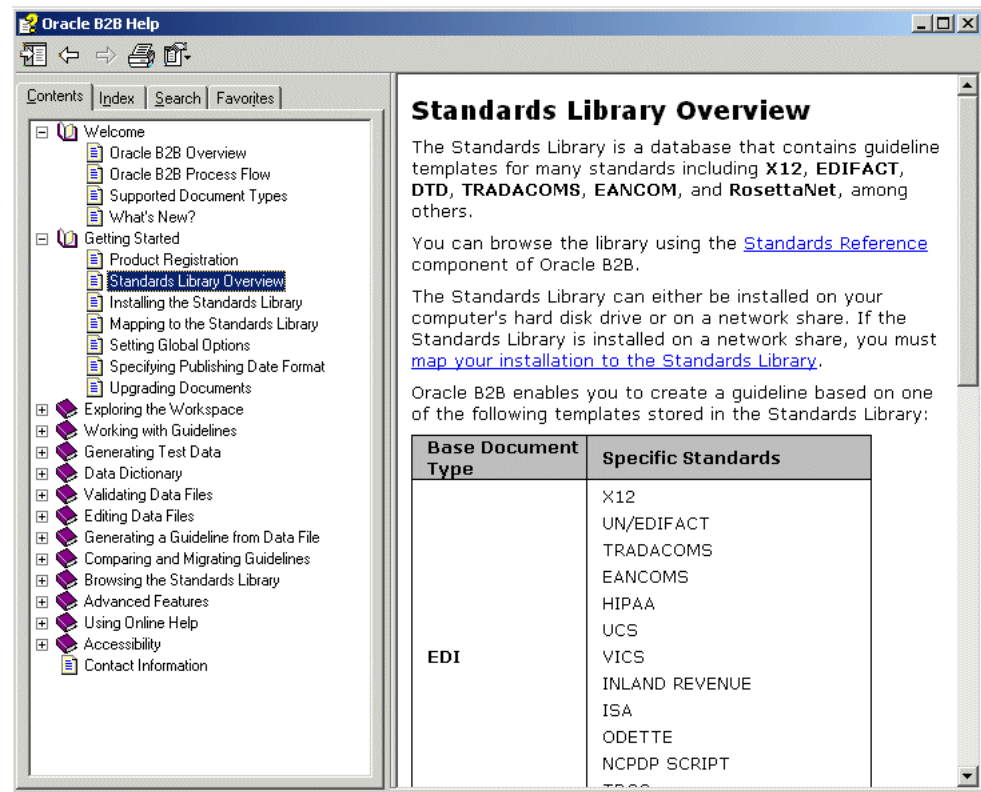 Oracle B2B Help
Contents
Index
Search
Favorites
Welcome
Oracle B2B Overview
Oracle B2B Process Flow
Supported Document Types
What's New?
Getting Started
Product Registration
Standards Library Overview
Installing the Standards Library
Mapping to the Standards Library
Setting Global Options
Specifying Publishing Date Format
Upgrading Documents
Exploring the Workspace
Working with Guidelines
Generating Test Data
Data Dictionary
Validating Data Files
Editing Data Files
Generating a Guideline from Data File
Comparing and Migrating Guidelines
Browsing the Standards Library
Advanced Features
Using Online Help
Accessibility
Contact Information
Standards Library Overview
The Standards Library is a database that contains guideline
templates for many standards including X12, EDIFACT,
DTD, TRADACOMS, EANCOM, and RosettaNet, among
others.
You can browse the library using the Standards Reference
component of Oracle B2B.
The Standards Library can either be installed on your
computer's hard disk drive or on a network share. If the
Standards Library is installed on a network share, you must
map your installation to the Standards Library.
Oracle B2B enables you to create a guideline based on one
of the following templates stored in the Standards Library:
Base Document
Type
Specific Standards
EDI
X12
UN/EDIFACT
TRADACOMS
EANCOMS
HIPAA
UCS
VICS
INLAND REVENUE
ISA
ODETTE
NCPDP SCRIPT